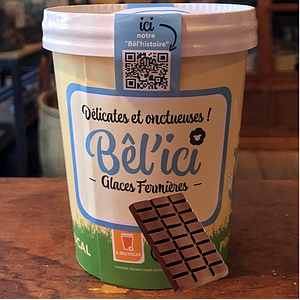 ici
notre
"Bêl'histoire"
Délicates et onctueuses !
Bêl'ici
- Glaces Fermières -
CAL
À RECYCLER